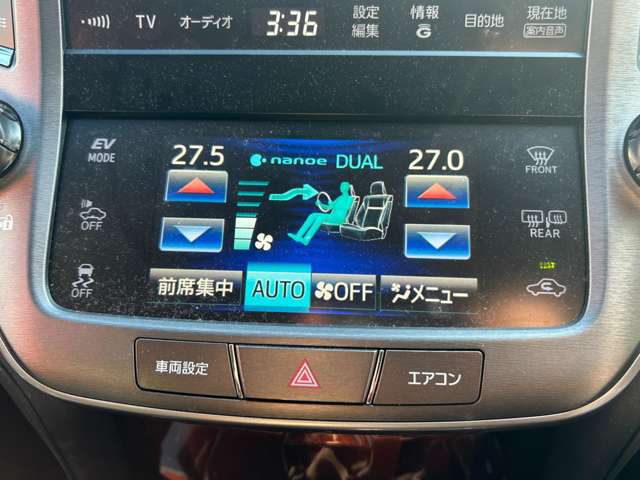 TV オーディオ 3:36 設定 編集 情報 G 目的地 現在地 案内音声
EV MODE
27.5 nanoe DUAL 27.0
FRONT
OFF
REAR
OFF
前席集中 AUTO OFF メニュー
車両設定 エアコン